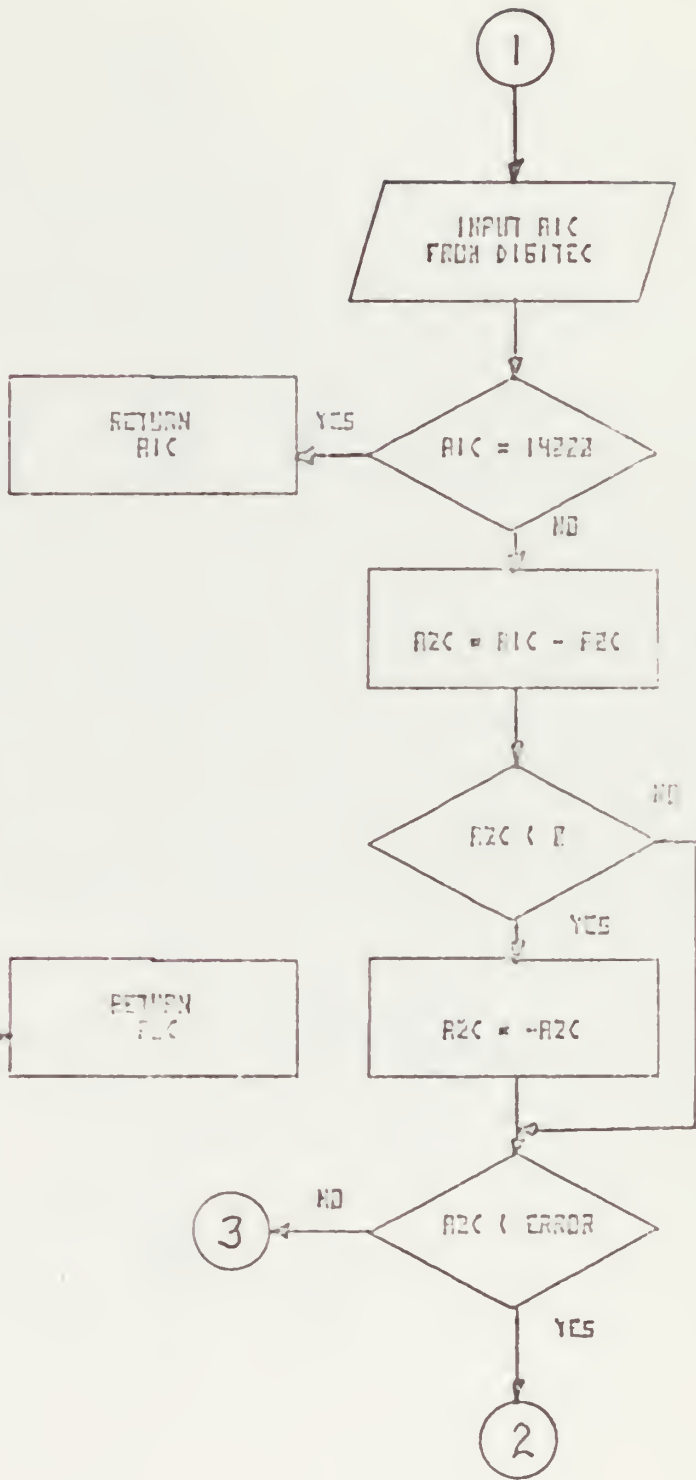 1
INPUT A1C
FROM DIGITEC
RETURN
A1C
YES
A1C =
NO
A2C = A1C - A2C
A2C < 0
NO
YES
RETURN
A2C = -A2C
NO
3
A2C < ERROR
YES
2